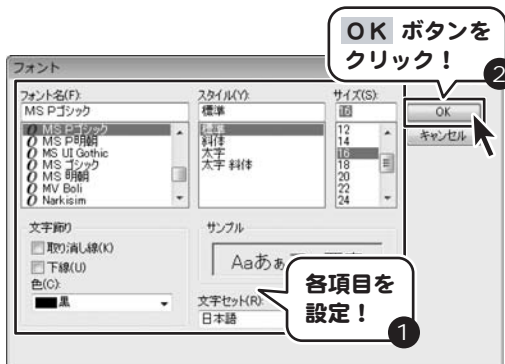 OK ボタンを
クリック！
2
フォント
フォント名(F):
MS Pゴシック
MS Pゴシック
MS P明朝
MS UI Gothic
MS ゴシック
MS 明朝
MV Boli
Narkisim
スタイル(Y):
標準
標準
斜体
太字
太字 斜体
サイズ(S):
16
12
14
16
18
20
22
24
OK
キャンセル
文字飾り
取り消し線(K)
下線(U)
色(C):
黒
サンプル
Aaあぁ
文字セット(R):
日本語
各項目を
設定！
1